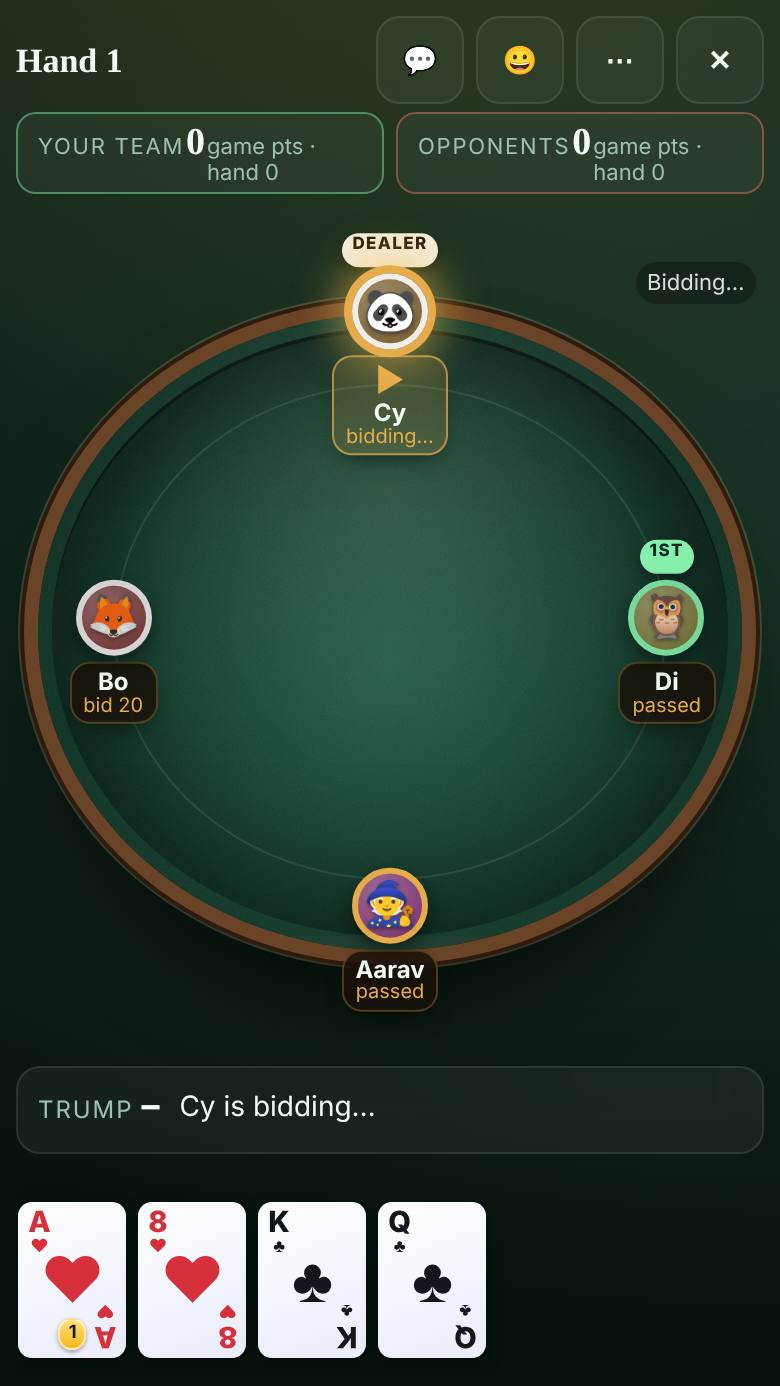 Hand 1
YOUR TEAM 0 game pts ·
hand 0
OPPONENTS 0 game pts ·
hand 0
DEALER
Bidding...
Cy
bidding...
1ST
Bo
bid 20
Di
passed
Aarav
passed
TRUMP – Cy is bidding...
A 8 K Q
1 A 8 K Q